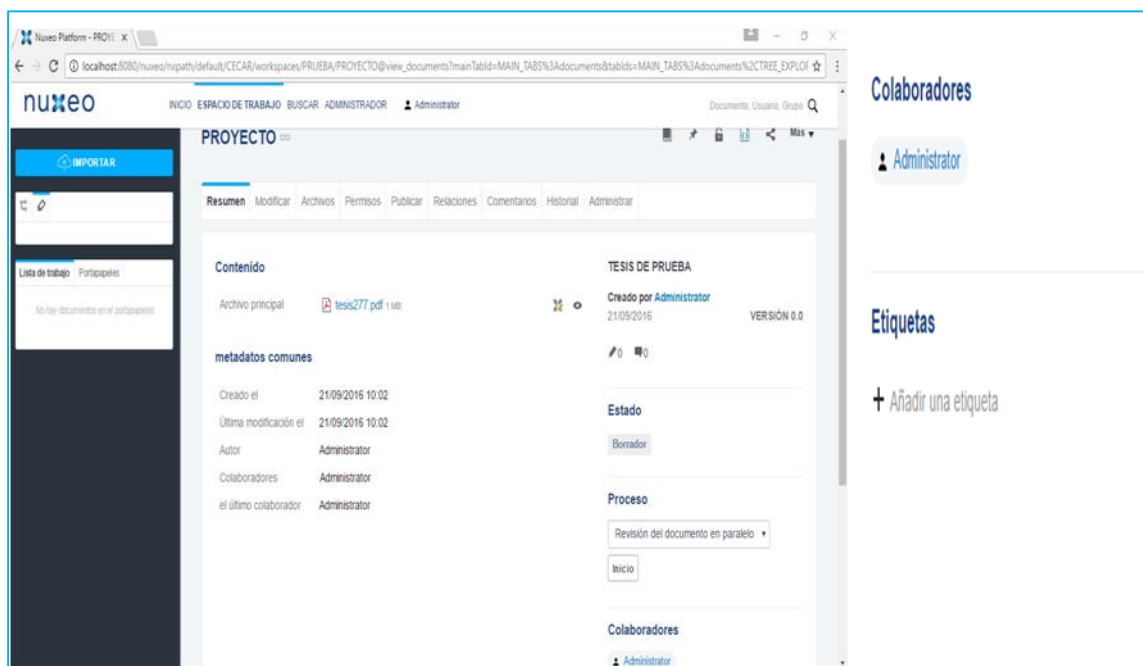 Nuxeo Platform - PROYE
localhost:8080/nuxeo/nxpath/default/CECAR/workspaces/PRUEBA/PROYECTO@view_documents?mainTabId=MAIN_TABS%3Adocuments&tabIds=MAIN_TABS%3Adocuments%2CTREE_EXPLOF
nuxeo
INICIO ESPACIO DE TRABAJO BUSCAR ADMINISTRADOR Administrator Documento, Usuario, Grupo
PROYECTO
Más
IMPORTAR
Resumen Modificar Archivos Permisos Publicar Relaciones Comentarios Historial Administrar
Lista de trabajo Portapapeles
No hay documentos en el portapapeles
Contenido
Archivo principal tesis277.pdf 1 MB
metadatos comunes
Creado el 21/09/2016 10:02
Última modificación el 21/09/2016 10:02
Autor Administrator
Colaboradores Administrator
el último colaborador Administrator
TESIS DE PRUEBA
Creado por Administrator
21/09/2016 VERSIÓN 0.0
0 0
Estado
Borrador
Proceso
Revisión del documento en paralelo
Inicio
Colaboradores
Administrator
Colaboradores
Administrator
Etiquetas
+ Añadir una etiqueta